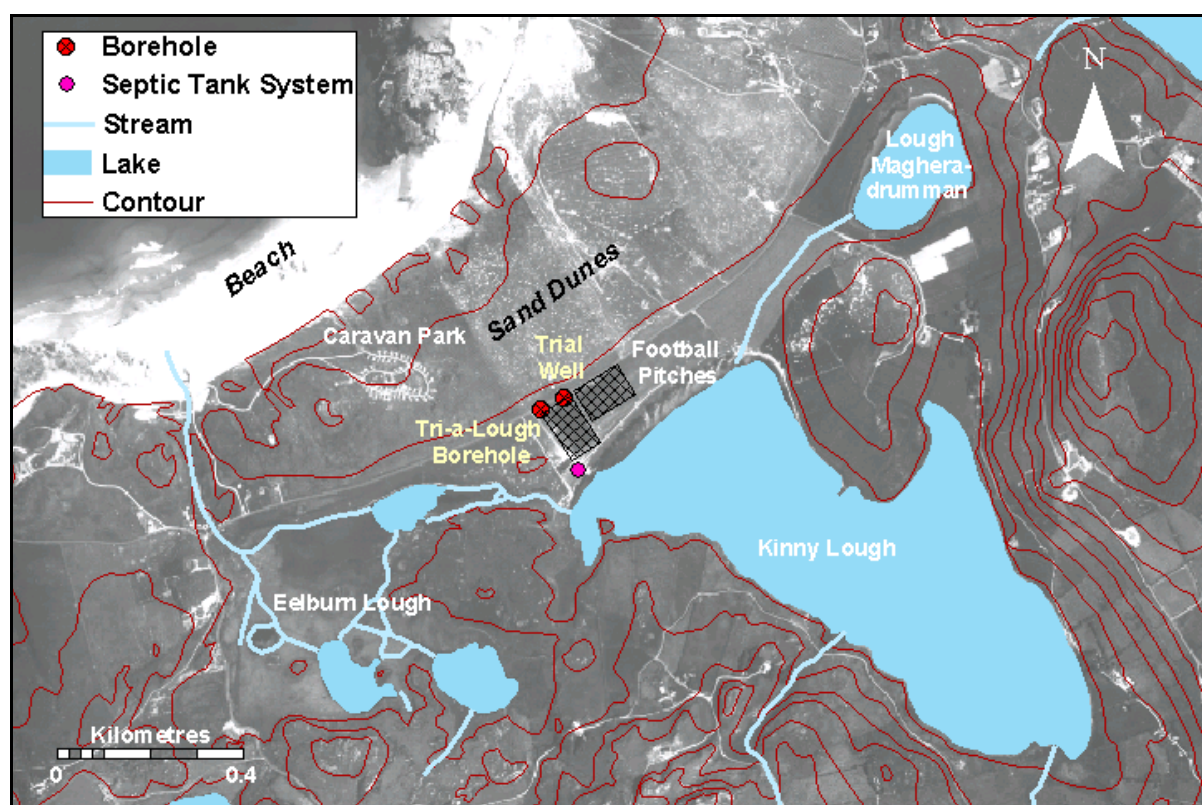 Borehole
Septic Tank System
Stream
Lake
Contour
N
Lough
Maghera-
drumman
Beach
Sand Dunes
Caravan Park
Trial
Well
Football
Pitches
Tri-a-Lough
Borehole
Kinny Lough
Eelburn Lough
Kilometres
0
0.4